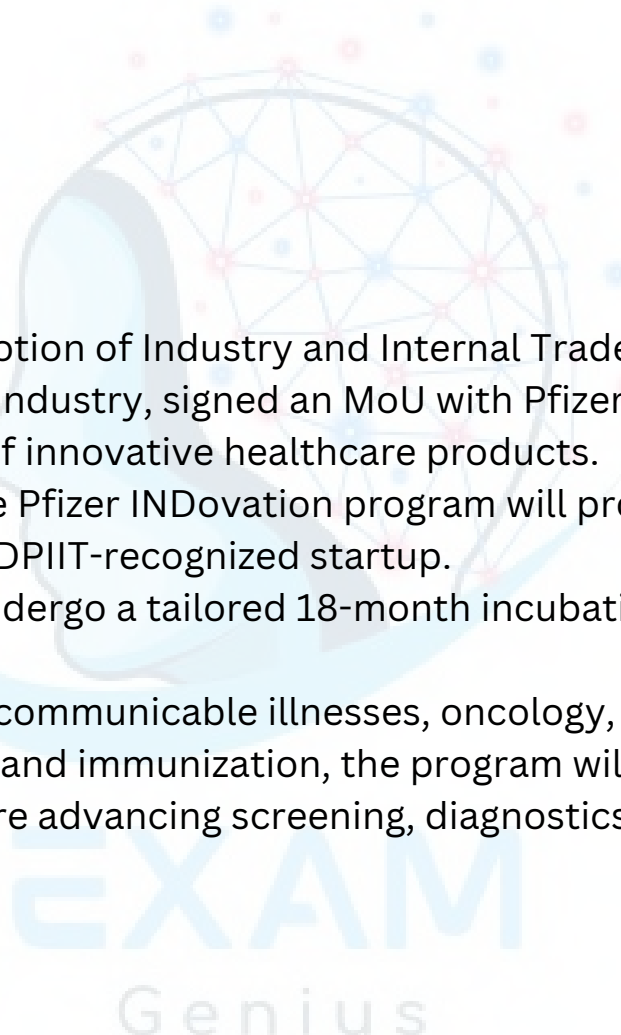 otion of Industry and Internal Trade
ndustry, signed an MoU with Pfizer
f innovative healthcare products.
e Pfizer INDovation program will pro
DPIIT-recognized startup.
dergo a tailored 18-month incubati
communicable illnesses, oncology,
and immunization, the program wil
re advancing screening, diagnostics
EXAM
Genius